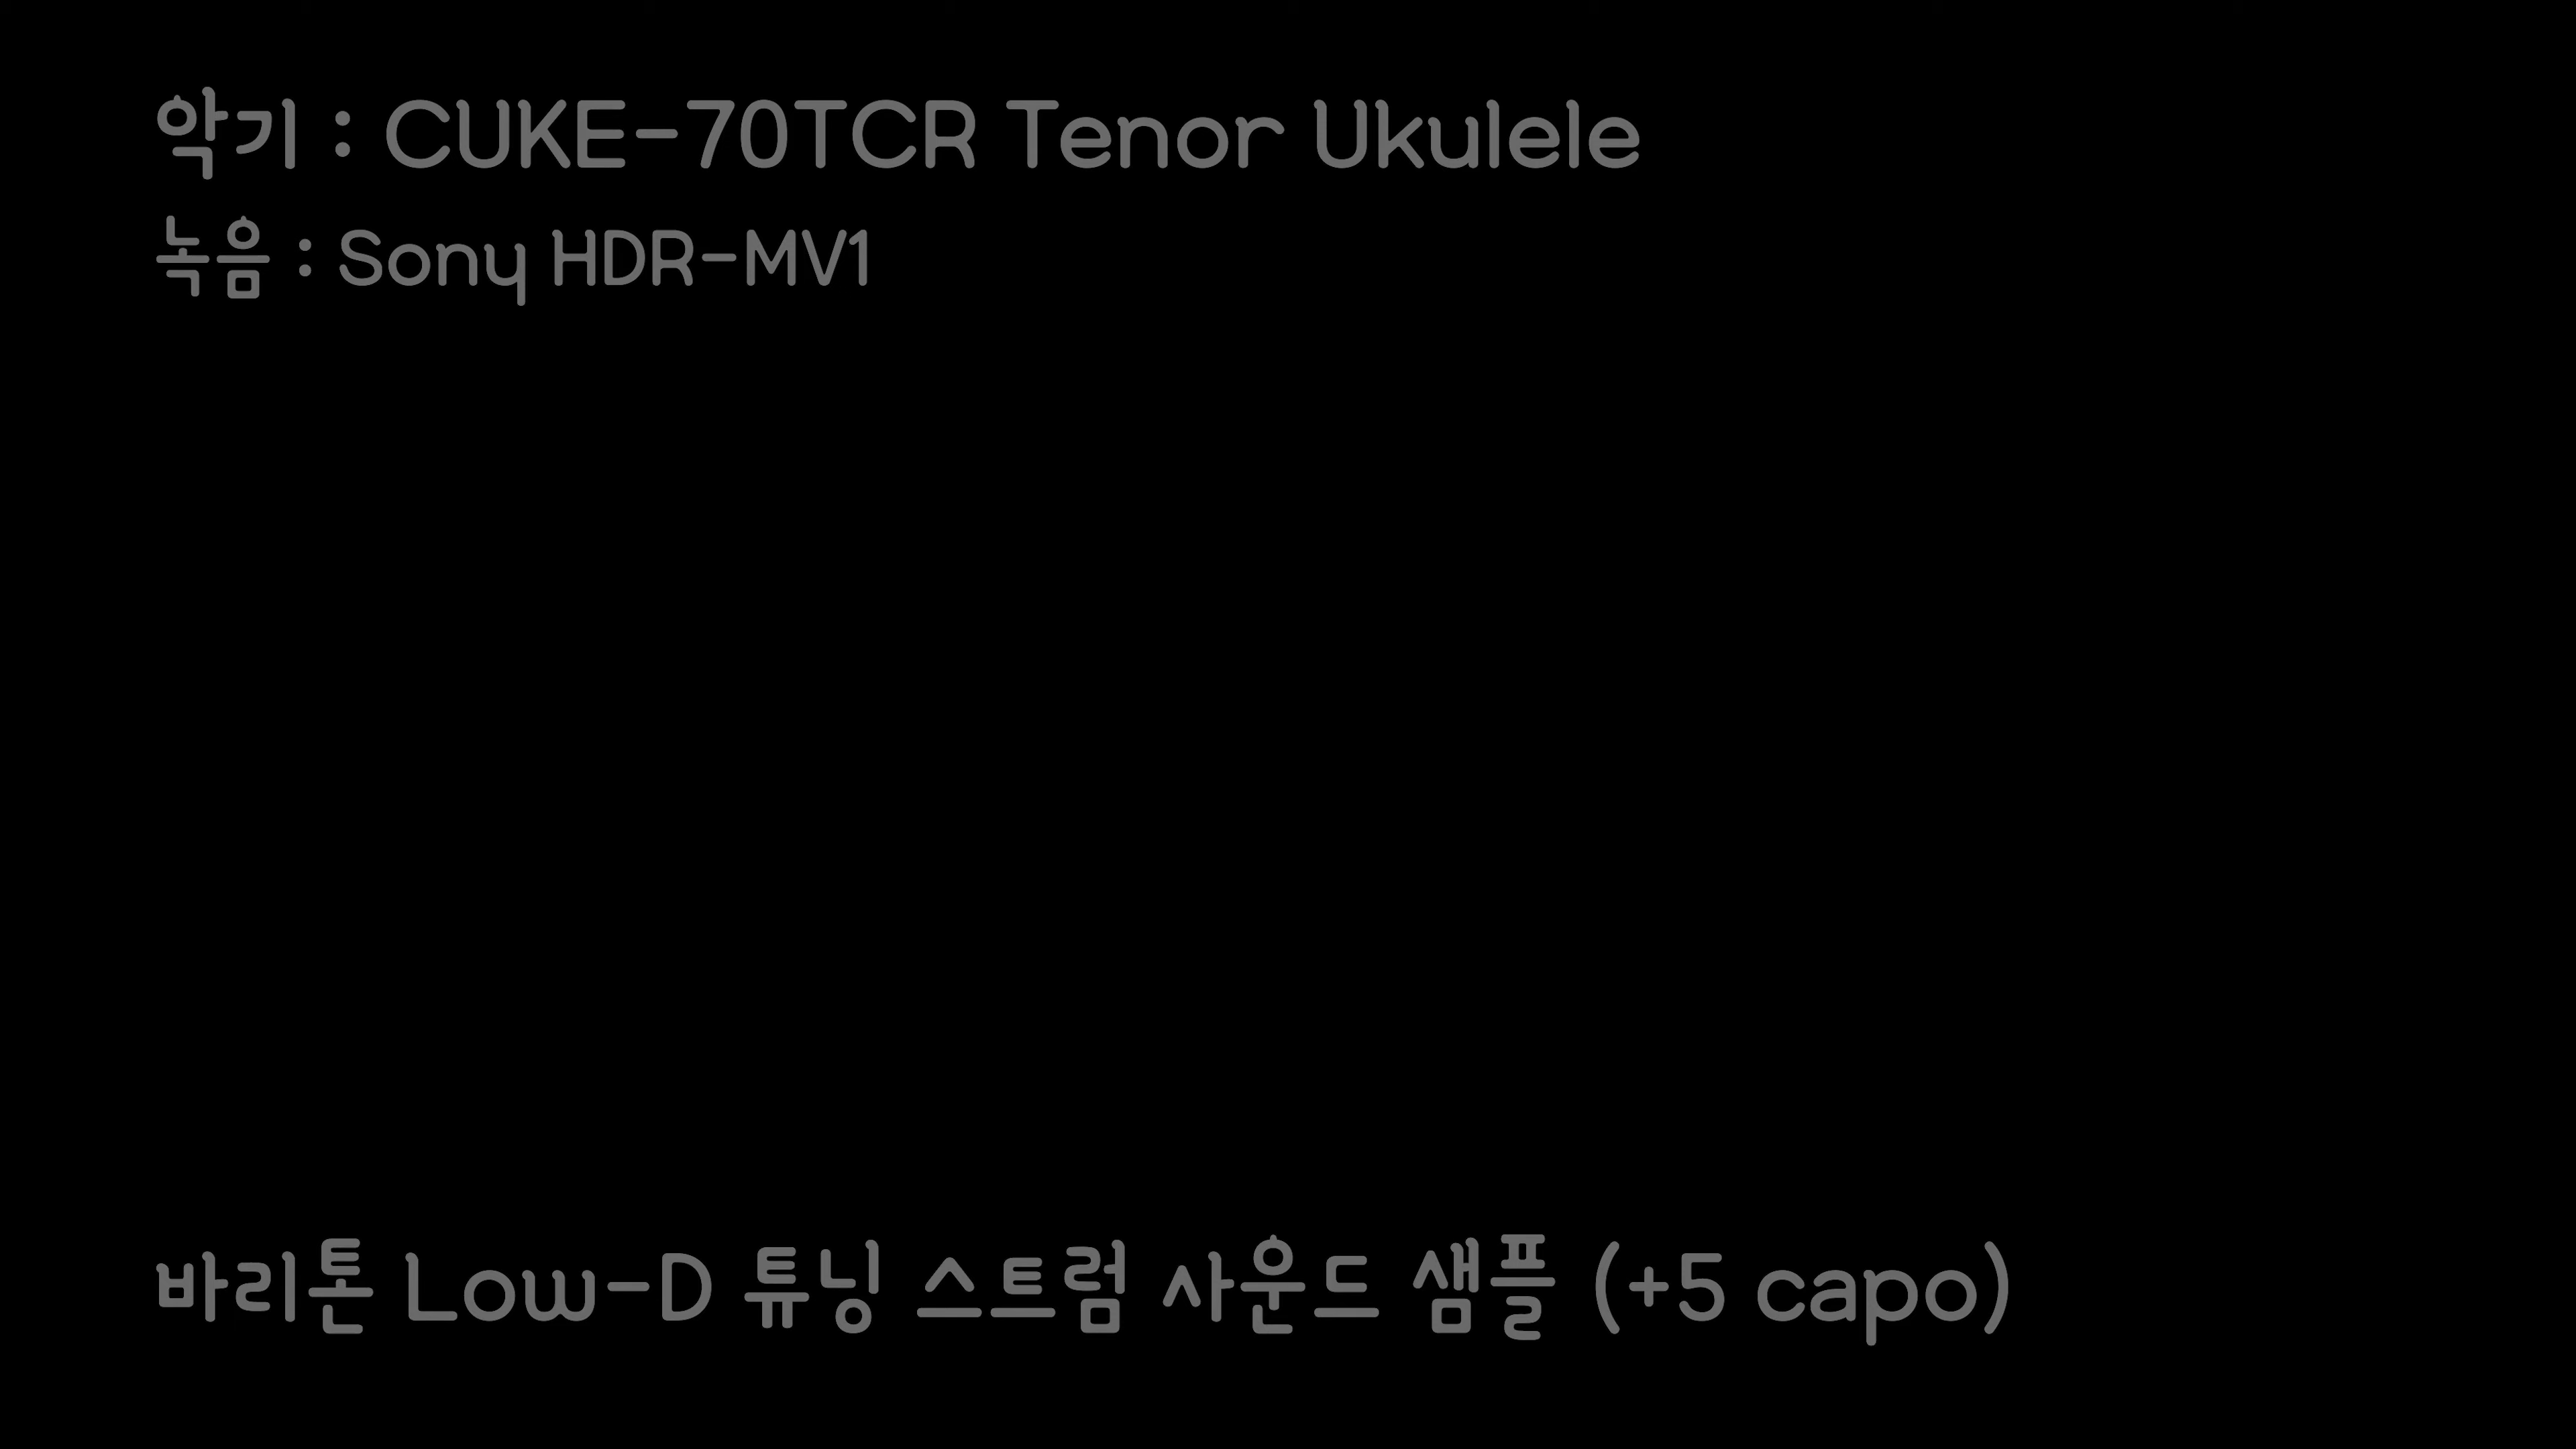 악기 : CUKE-70TCR Tenor Ukulele
녹음 : Sony HDR-MV1
바리톤 Low-D 튜닝 스트럼 사운드 샘플 (+5 capo)